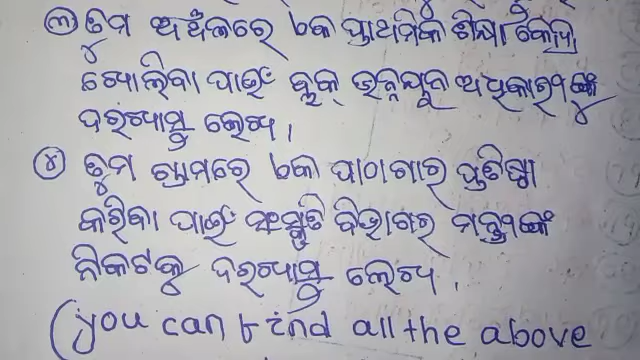 ୩) ତୁମ ଅଞ୍ଚଳରେ ଏକ ପ୍ରାଥମିକ ଶିକ୍ଷା କୈନ୍ଦ୍ର
ଖୋଲିବା ପାଇଁ ବ୍ଲକ୍ ଉନ୍ନୟନ ଅଧିକାରୀଙ୍କୁ
ଦରଖାସ୍ତ ଲେଖ।
୪) ତୁମ ଗ୍ରାମରେ ଏକ ପାଠାଗାର ପ୍ରତିଷ୍ଠା
କରିବା ପାଇଁ ସଂସ୍କୃତି ବିଭାଗର ମନ୍ତ୍ରୀଙ୍କ
ନିକଟକୁ ଦରଖାସ୍ତ ଲେଖ।
(you can find all the above